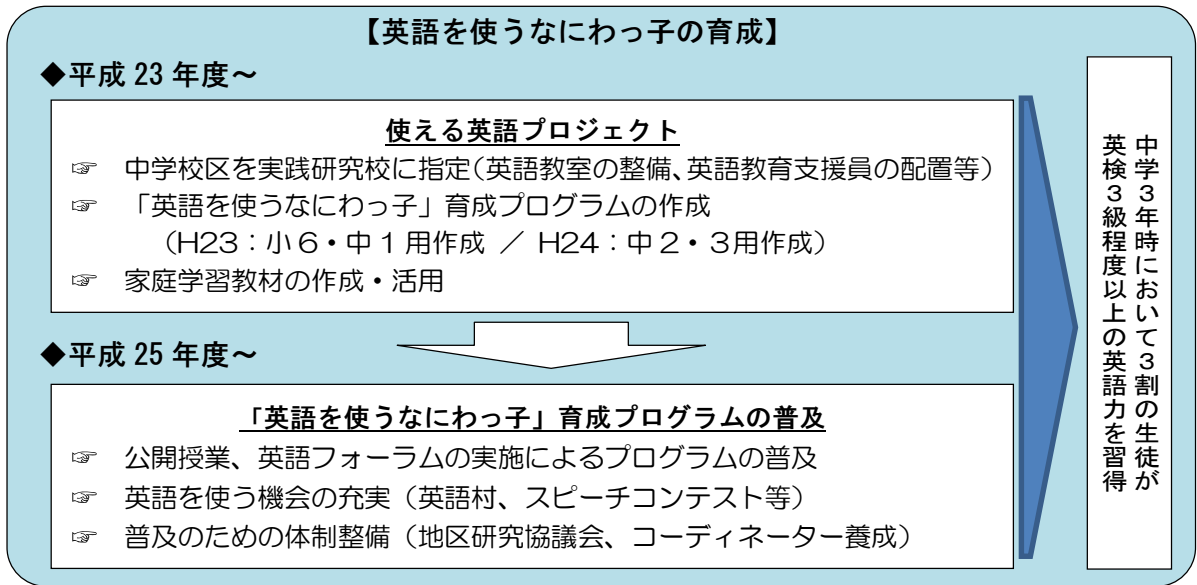 【英語を使うなにわっ子の育成】
◆平成 23 年度～
使える英語プロジェクト
☞ 中学校区を実践研究校に指定（英語教室の整備、英語教育支援員の配置等）
☞ 「英語を使うなにわっ子」育成プログラムの作成
（H23：小６・中１用作成 ／ H24：中２・３用作成）
☞ 家庭学習教材の作成・活用
◆平成 25 年度～
「英語を使うなにわっ子」育成プログラムの普及
☞ 公開授業、英語フォーラムの実施によるプログラムの普及
☞ 英語を使う機会の充実（英語村、スピーチコンテスト等）
☞ 普及のための体制整備（地区研究協議会、コーディネーター養成）
中学３年時において３割の生徒が
英検３級程度以上の英語力を習得